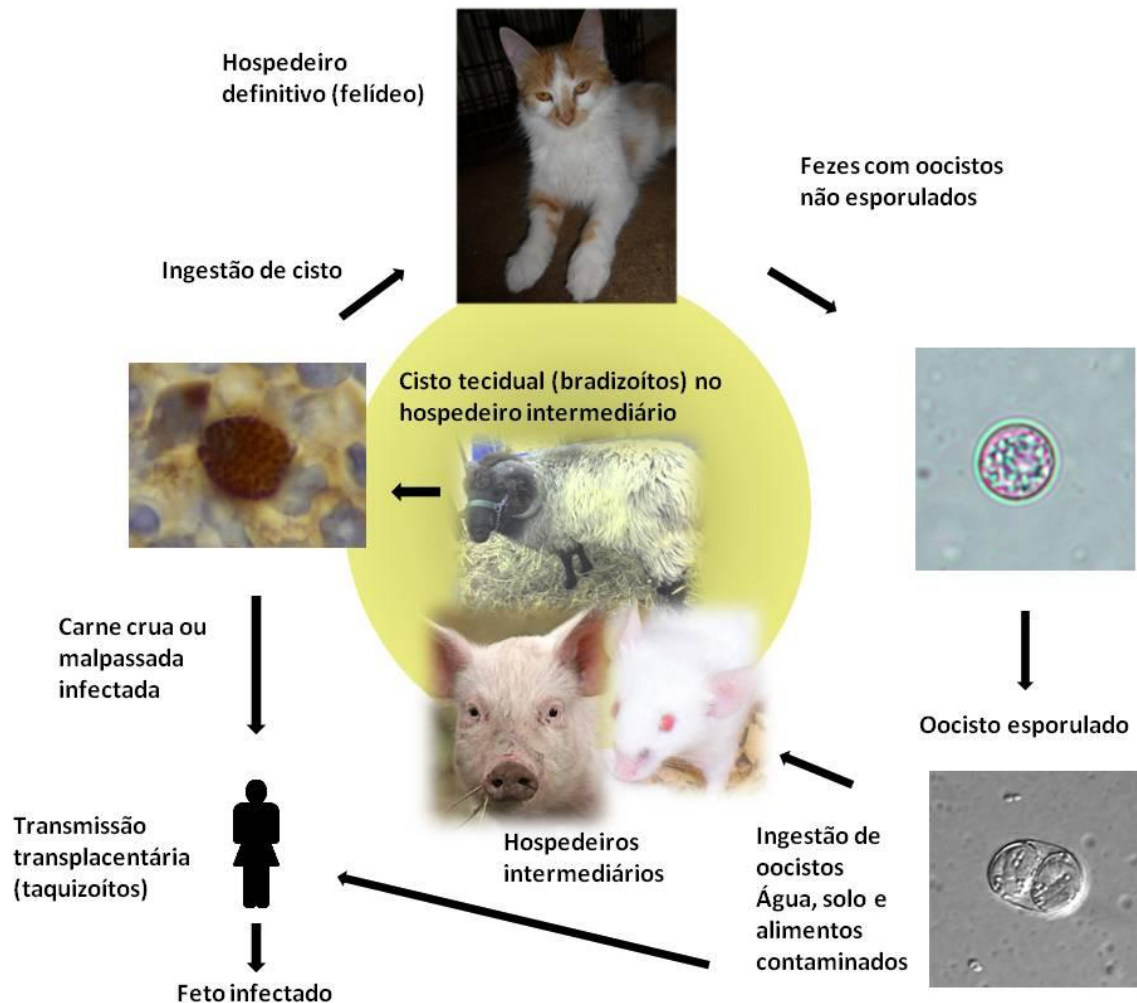 Hospedeiro
definitivo (felídeo)
Fezes com oocistos
não esporulados
Ingestão de cisto
Cisto tecidual (bradizoítos) no
hospedeiro intermediário
Carne crua ou
malpassada
infectada
Oocisto esporulado
Transmissão
transplacentária
(taquizoítos)
Hospedeiros
intermediários
Ingestão de
oocistos
Água, solo e
alimentos
contaminados
Feto infectado